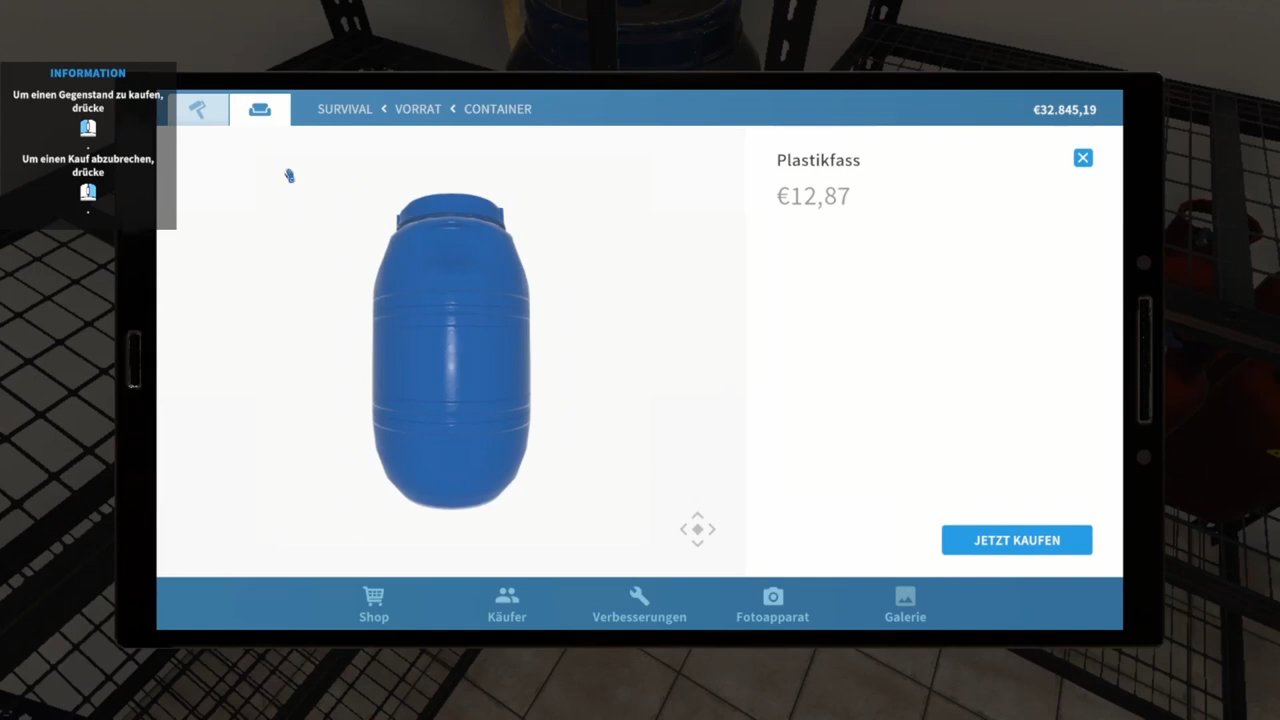 INFORMATION
Um einen Gegenstand zu kaufen,
drücke
.
Um einen Kauf abzubrechen,
drücke
.
SURVIVAL < VORRAT < CONTAINER
€32.845,19
Plastikfass
€12,87
JETZT KAUFEN
Shop
Käufer
Verbesserungen
Fotoapparat
Galerie